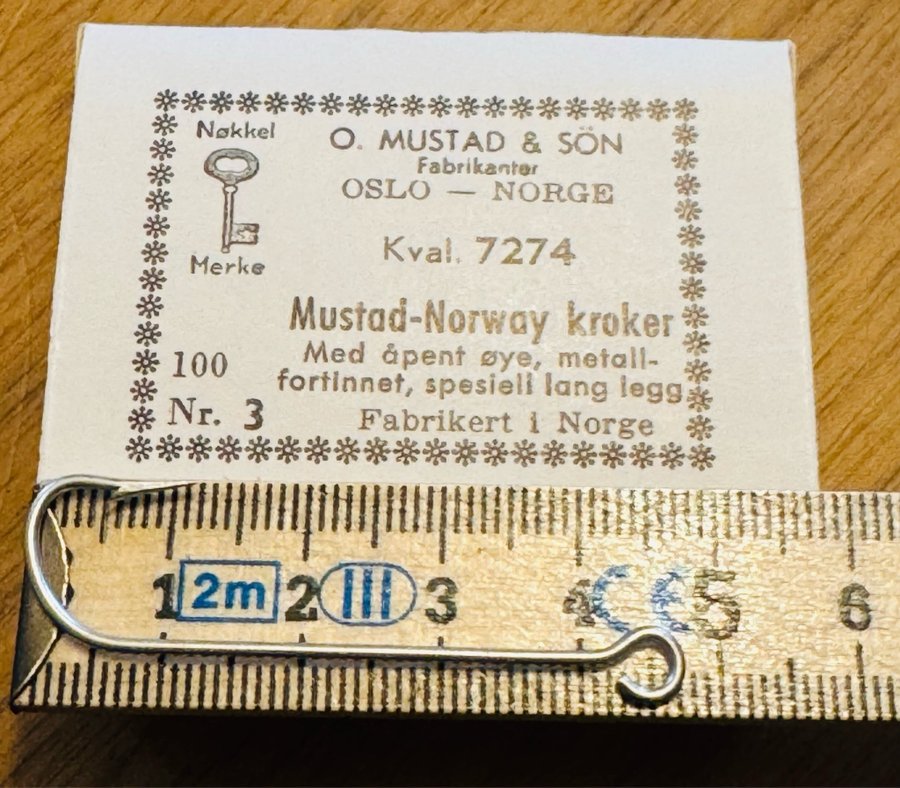 Nøkkel
Merke
O. MUSTAD & SÖN
Fabrikanter
OSLO — NORGE
Kval. 7274
Mustad-Norway kroker
Med åpent øye, metall-
fortinnet, spesiell lang legg
100
Nr. 3
Fabrikert i Norge
1 2m 2 III 3 4 CE 5 6